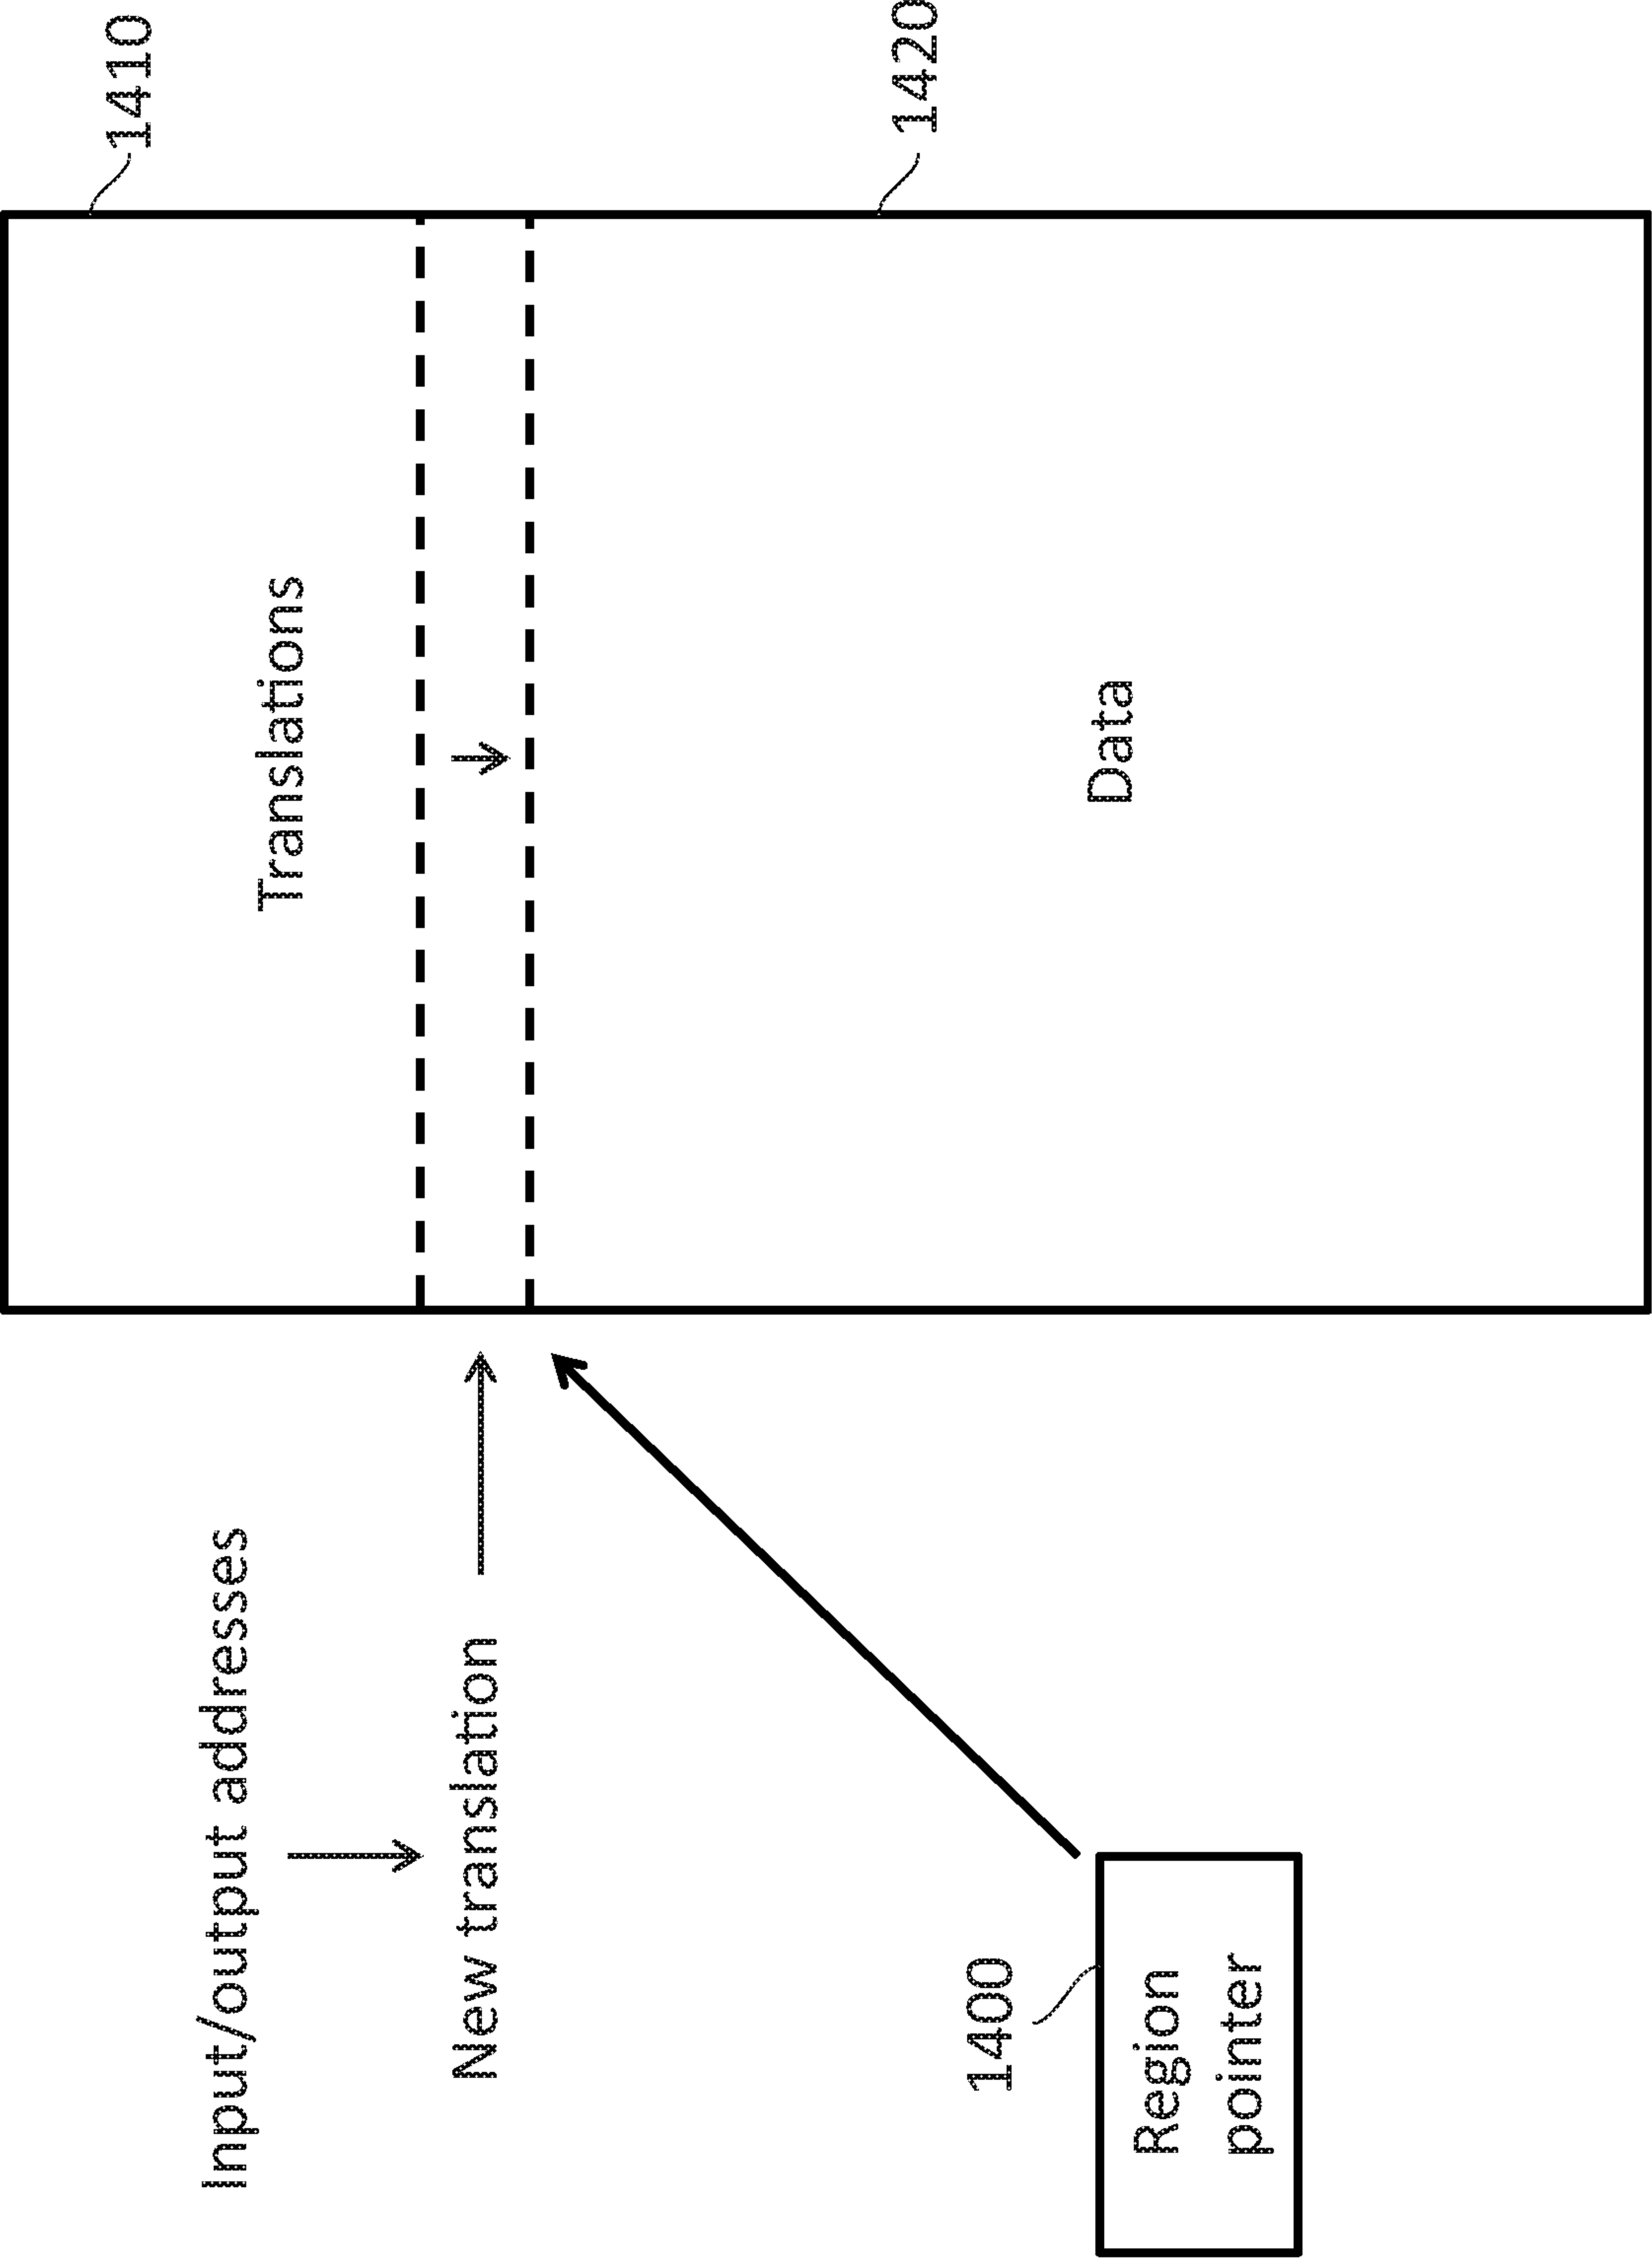 Input/output addresses
New translation
1400
Region
pointer
Translations
Data
1410
1420